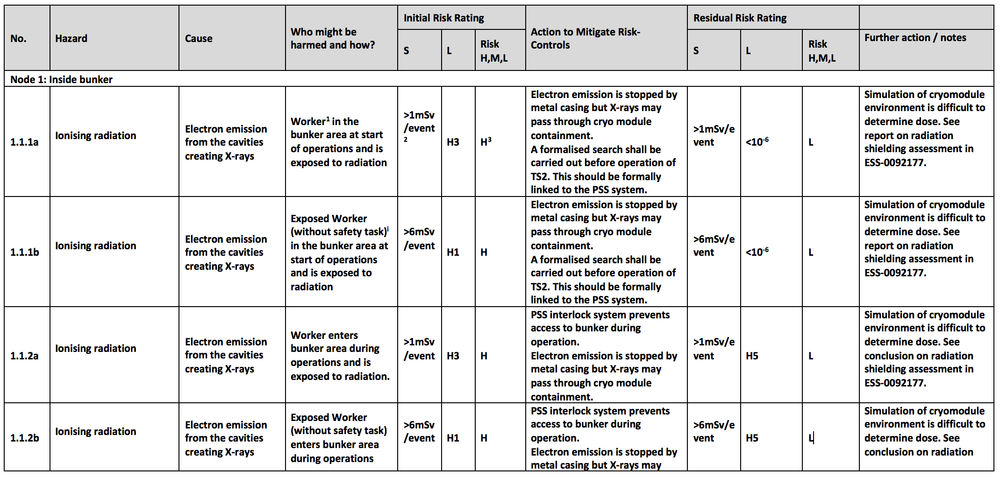 No.
Hazard
Cause
Who might be
harmed and how?
Initial Risk Rating
S
L
Risk
H,M,L
Action to Mitigate Risk-
Controls
Residual Risk Rating
S
L
Risk
H,M,L
Further action / notes
Node 1: Inside bunker
1.1.1a
Ionising radiation
Electron emission
from the cavities
creating X-rays
Worker¹ in the
bunker area at start
of operations and is
exposed to radiation
>1mSv
/event
2
H3
H³
Electron emission is stopped by
metal casing but X-rays may
pass through cryo module
containment.
A formalised search shall be
carried out before operation of
TS2. This should be formally
linked to the PSS system.
>1mSv/e
vent
<10⁻⁶
L
Simulation of cryomodule
environment is difficult to
determine dose. See
report on radiation
shielding assessment in
ESS-0092177.
1.1.1b
Ionising radiation
Electron emission
from the cavities
creating X-rays
Exposed Worker
(without safety task)ⁱ
in the bunker area at
start of operations
and is exposed to
radiation
>6mSv
/event
H1
H
Electron emission is stopped by
metal casing but X-rays may
pass through cryo module
containment.
A formalised search shall be
carried out before operation of
TS2. This should be formally
linked to the PSS system.
>6mSv/e
vent
<10⁻⁶
L
Simulation of cryomodule
environment is difficult to
determine dose. See
report on radiation
shielding assessment in
ESS-0092177.
1.1.2a
Ionising radiation
Electron emission
from the cavities
creating X-rays
Worker enters
bunker area during
operations and is
exposed to radiation.
>1mSv
/event
H3
H
PSS interlock system prevents
access to bunker during
operation.
Electron emission is stopped by
metal casing but X-rays may
pass through cryo module
containment.
>1mSv/e
vent
H5
L
Simulation of cryomodule
environment is difficult to
determine dose. See
conclusion on radiation
shielding assessment in
ESS-0092177.
1.1.2b
Ionising radiation
Electron emission
from the cavities
creating X-rays
Exposed Worker
(without safety task)
enters bunker area
during operations
>6mSv
/event
H1
H
PSS interlock system prevents
access to bunker during
operation.
Electron emission is stopped by
metal casing but X-rays may
>6mSv/e
vent
H5
L
Simulation of cryomodule
environment is difficult to
determine dose. See
conclusion on radiation